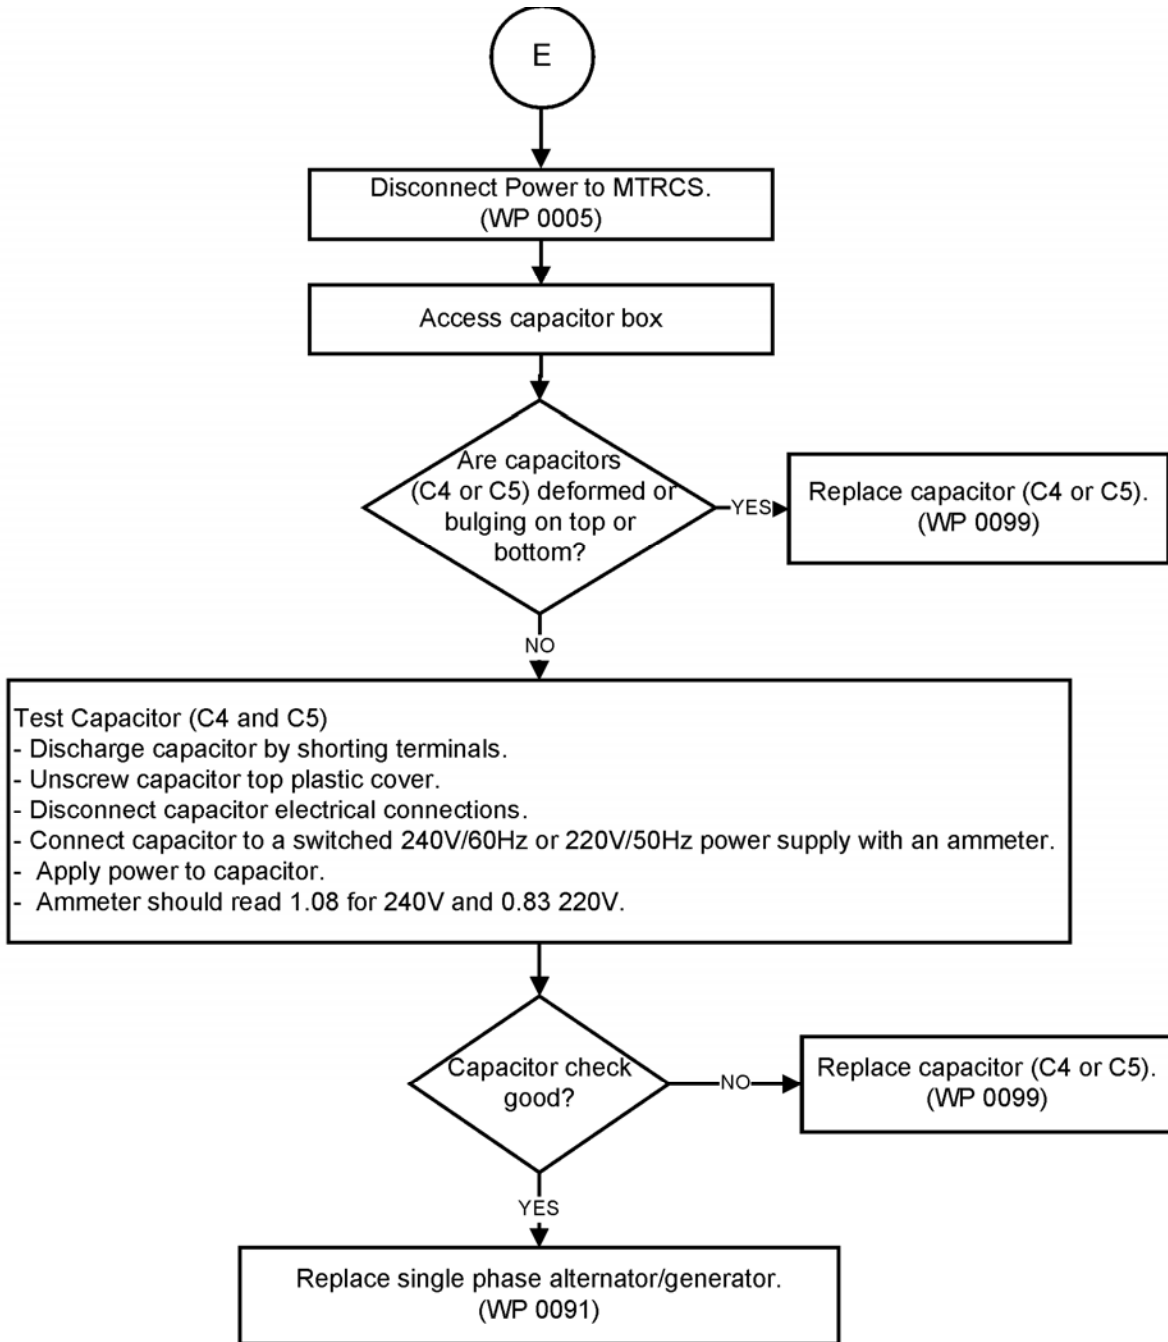 E
Disconnect Power to MTRCS.
(WP 0005)
Access capacitor box
Are capacitors
(C4 or C5) deformed or
bulging on top or
bottom?
YES
Replace capacitor (C4 or C5).
(WP 0099)
NO
Test Capacitor (C4 and C5)
- Discharge capacitor by shorting terminals.
- Unscrew capacitor top plastic cover.
- Disconnect capacitor electrical connections.
- Connect capacitor to a switched 240V/60Hz or 220V/50Hz power supply with an ammeter.
- Apply power to capacitor.
- Ammeter should read 1.08 for 240V and 0.83 220V.
Capacitor check
good?
NO
Replace capacitor (C4 or C5).
(WP 0099)
YES
Replace single phase alternator/generator.
(WP 0091)